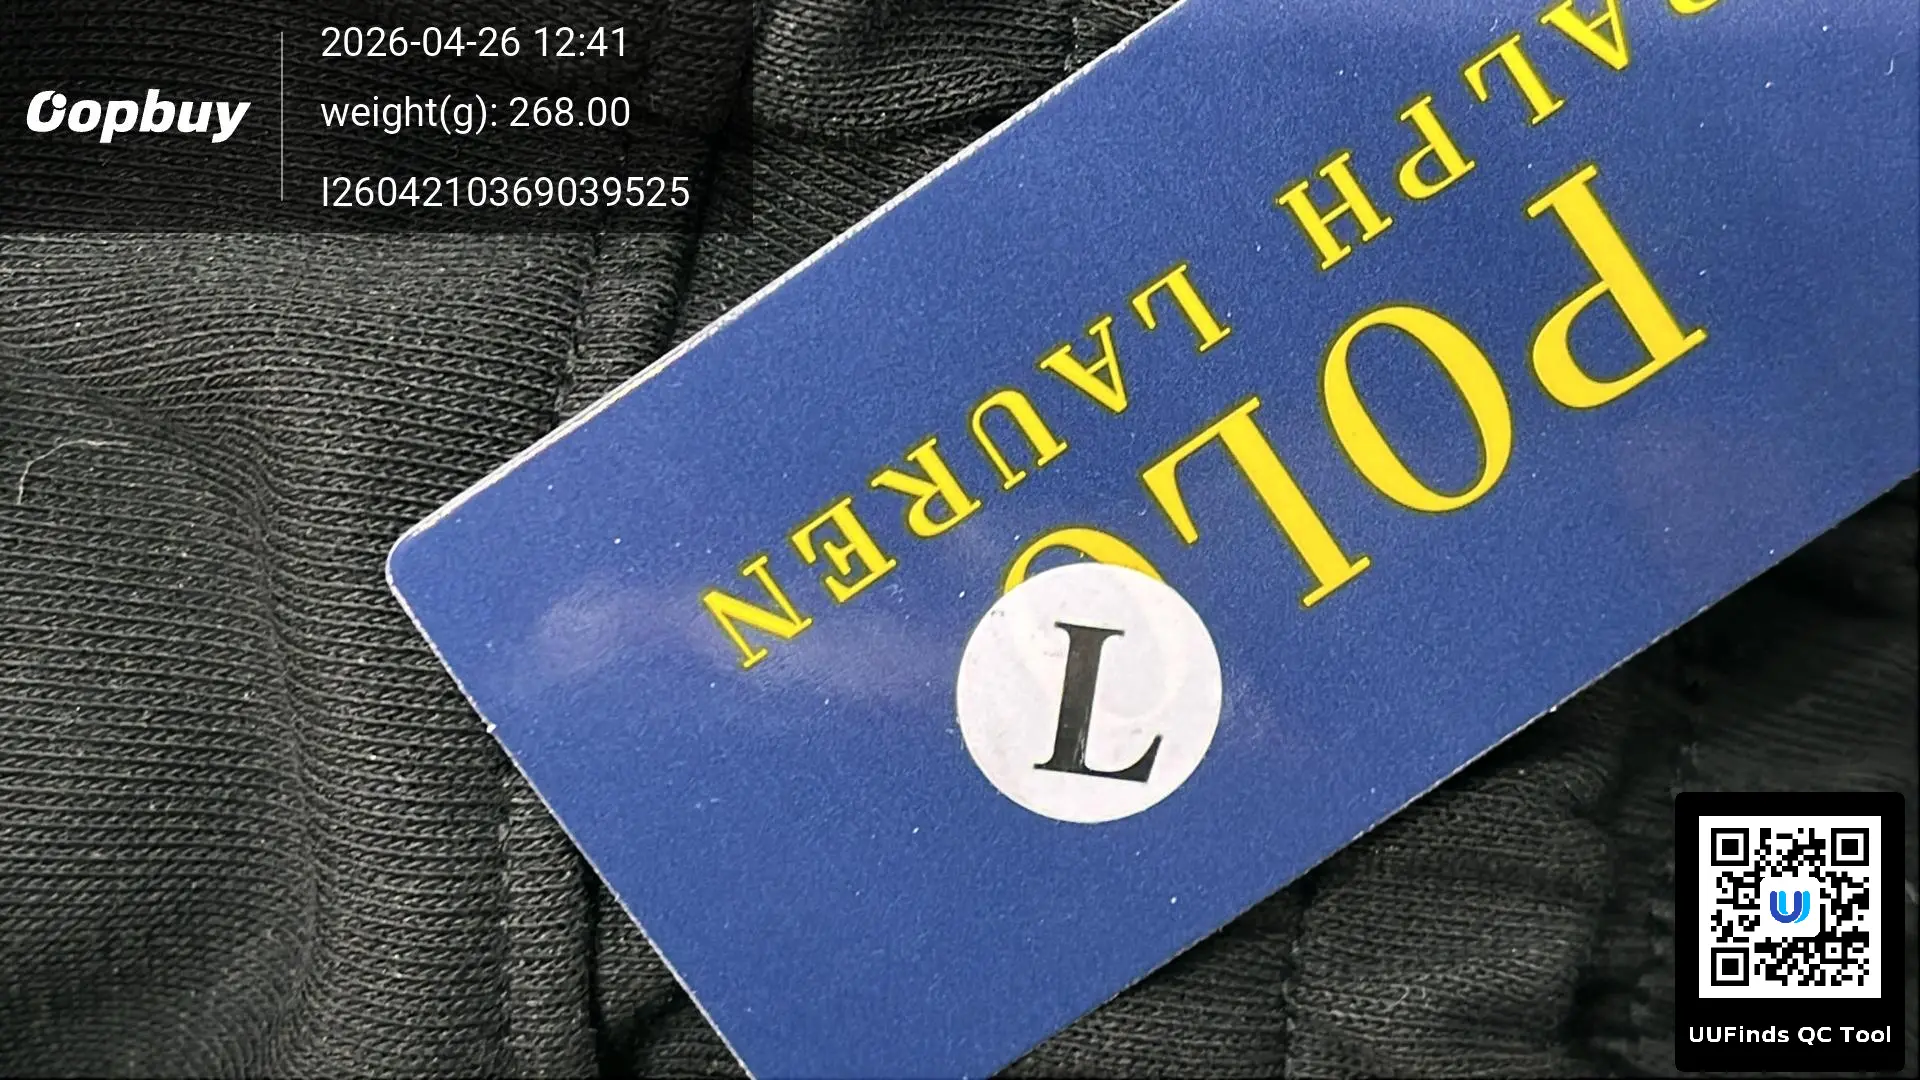 Oopbuy
2026-04-26 12:41
weight(g): 268.00
I2604210369039525
POLO
RALPH LAUREN
L
UUFinds QC Tool